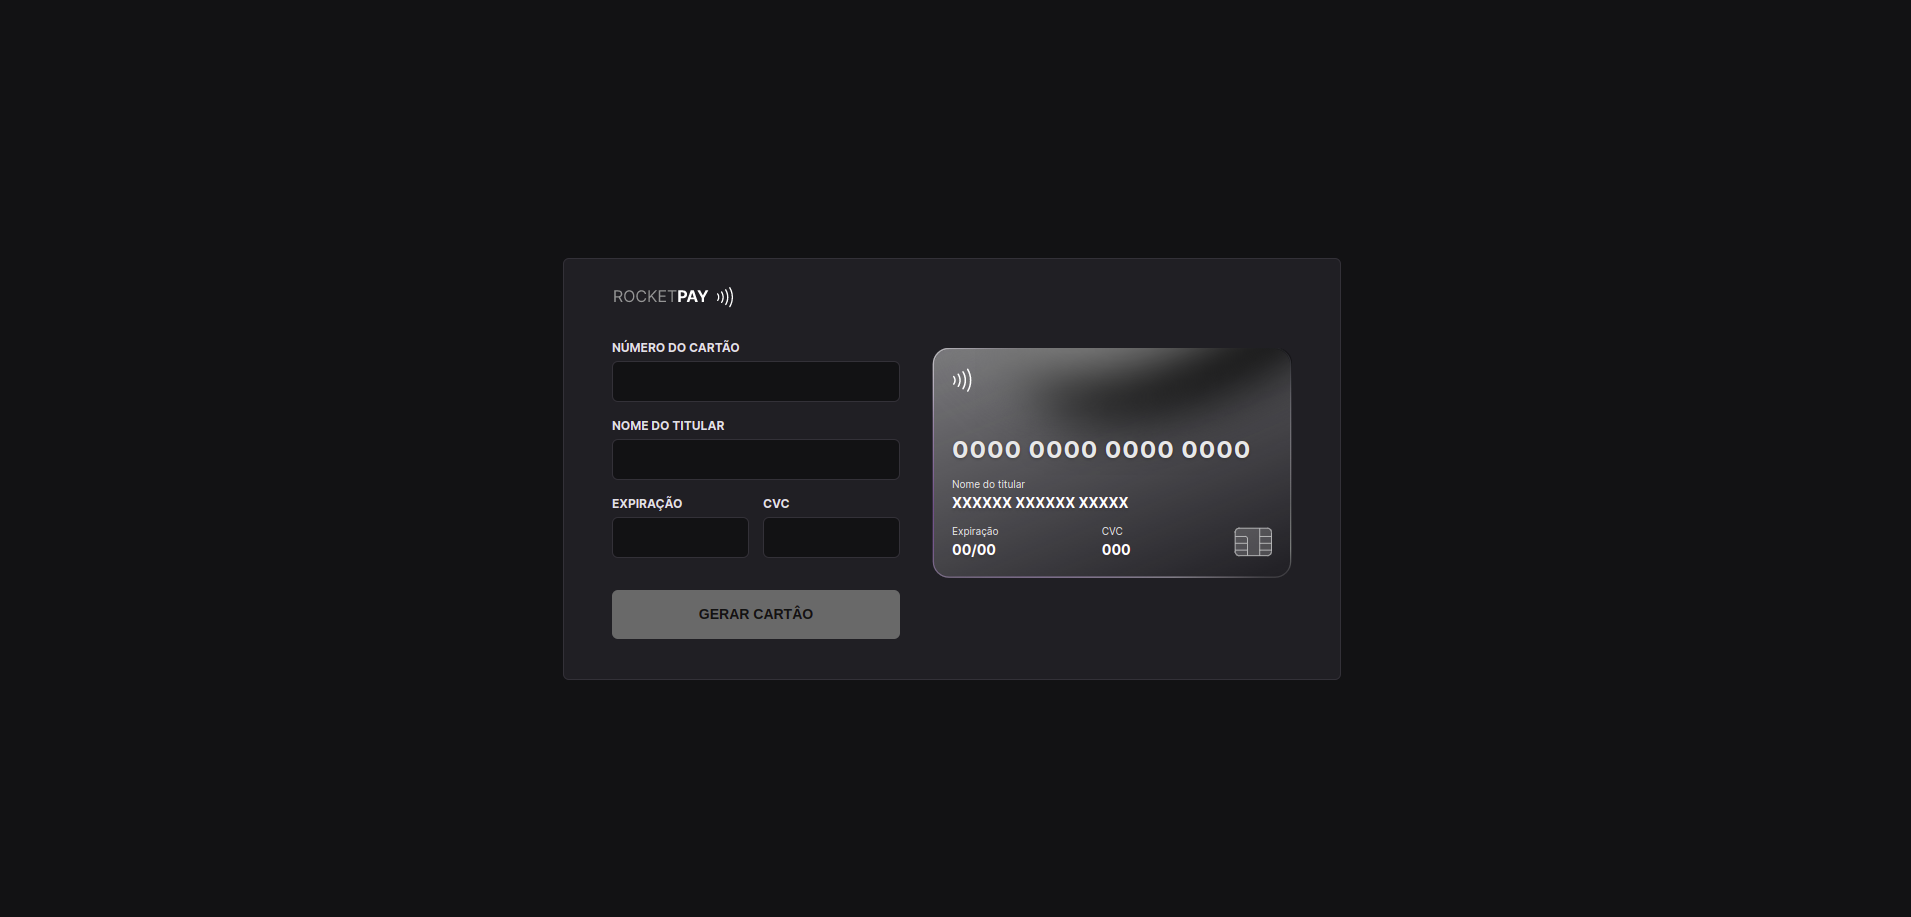 ROCKETPAY
NÚMERO DO CARTÃO
NOME DO TITULAR
EXPIRAÇÃO CVC
GERAR CARTÂO
0000 0000 0000 0000
Nome do titular
XXXXXX XXXXXX XXXXX
Expiração CVC
00/00 000